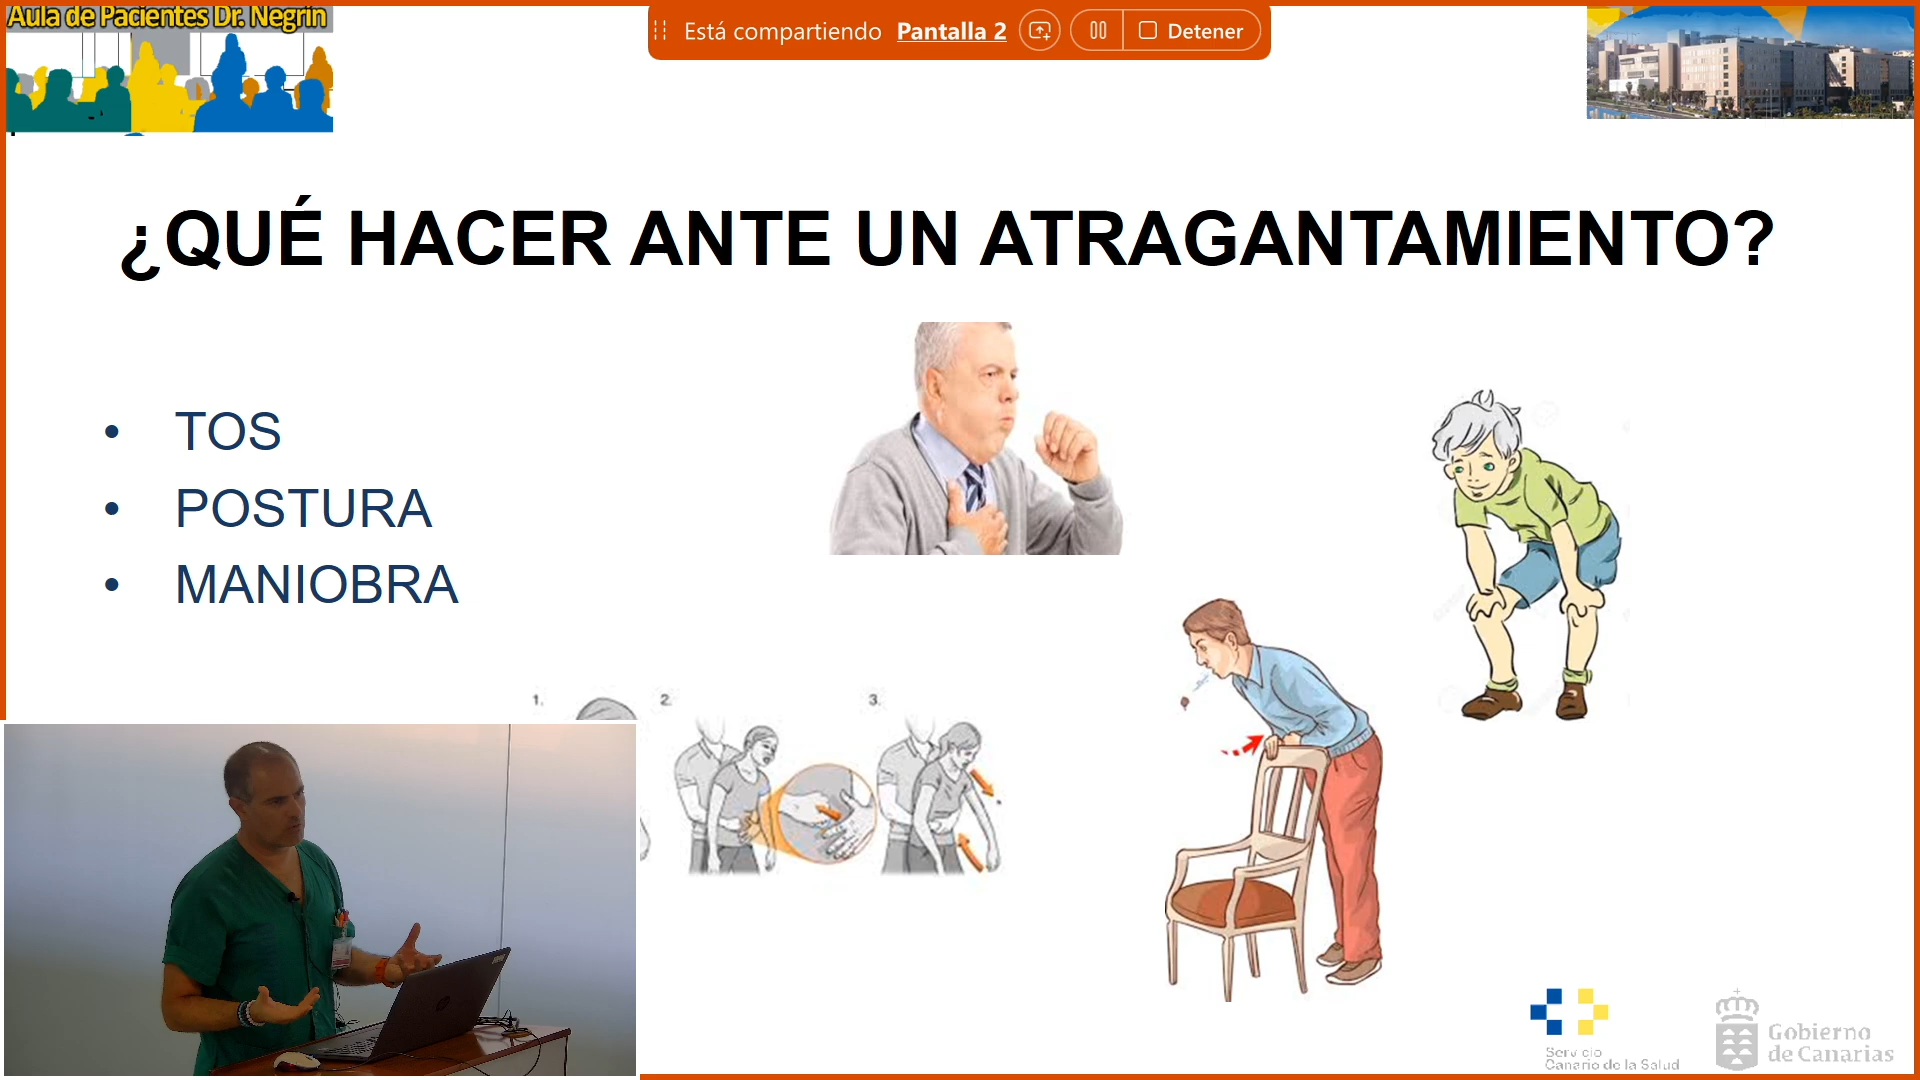 Aula de Pacientes Dr. Negrín
Está compartiendo Pantalla 2
Detener
¿QUÉ HACER ANTE UN ATRAGANTAMIENTO?
• TOS
• POSTURA
• MANIOBRA
1.
2.
3.
Servicio
Canario de la Salud
Gobierno
de Canarias